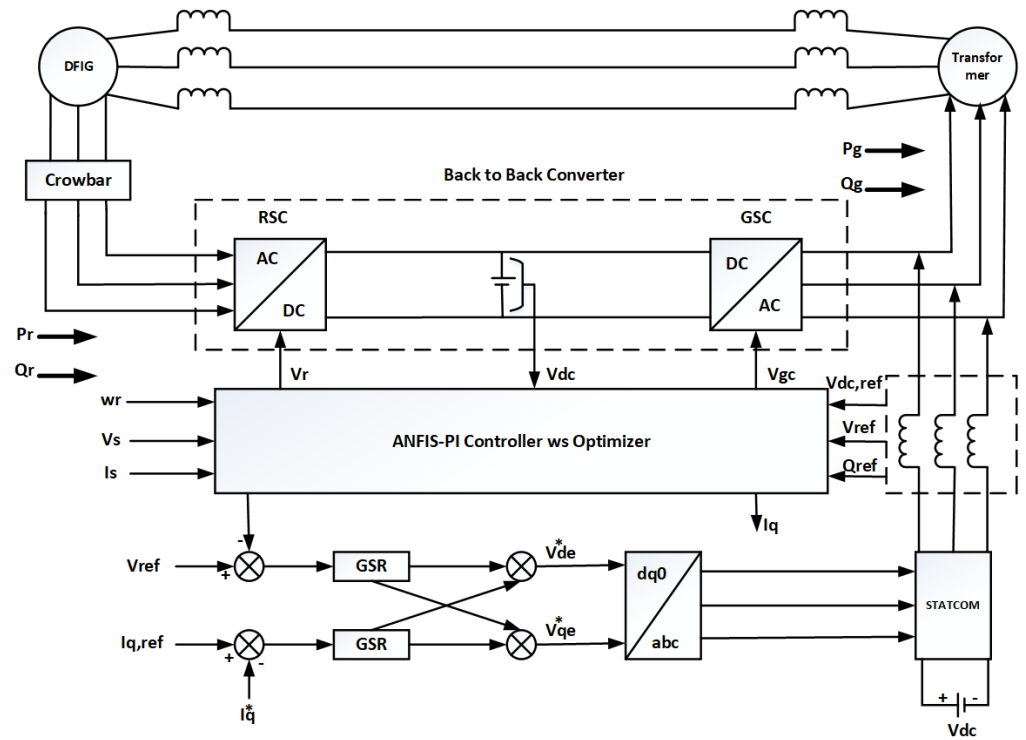 DFIG
Transfor
mer
Crowbar
Pg
Qg
Back to Back Converter
RSC
GSC
AC
DC
DC
AC
Pr
Qr
Vr
Vdc
Vgc
Vdc,ref
wr
Vs
Is
ANFIS-PI Controller ws Optimizer
Vref
Qref
Iq
-
Vref
+
GSR
V*de
dq0
abc
STATCOM
Iq,ref
+
-
GSR
V*qe
Iq*
+
-
Vdc